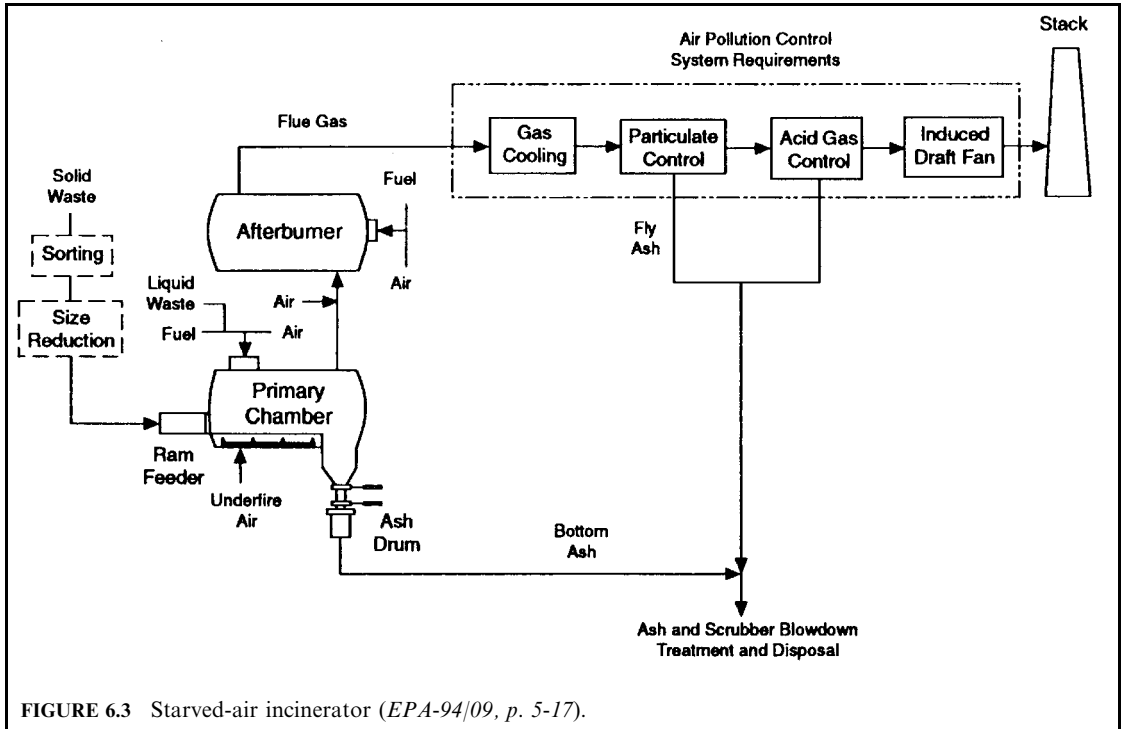 Stack
Air Pollution Control
System Requirements
Flue Gas
Gas
Cooling
Particulate
Control
Acid Gas
Control
Induced
Draft Fan
Solid
Waste
Fuel
Sorting
Afterburner
Fly
Ash
Air
Liquid
Waste
Air
Size
Reduction
Fuel
Air
Primary
Chamber
Ram
Feeder
Underfire
Air
Ash
Drum
Bottom
Ash
Ash and Scrubber Blowdown
Treatment and Disposal
FIGURE 6.3 Starved-air incinerator (EPA-94/09, p. 5-17).